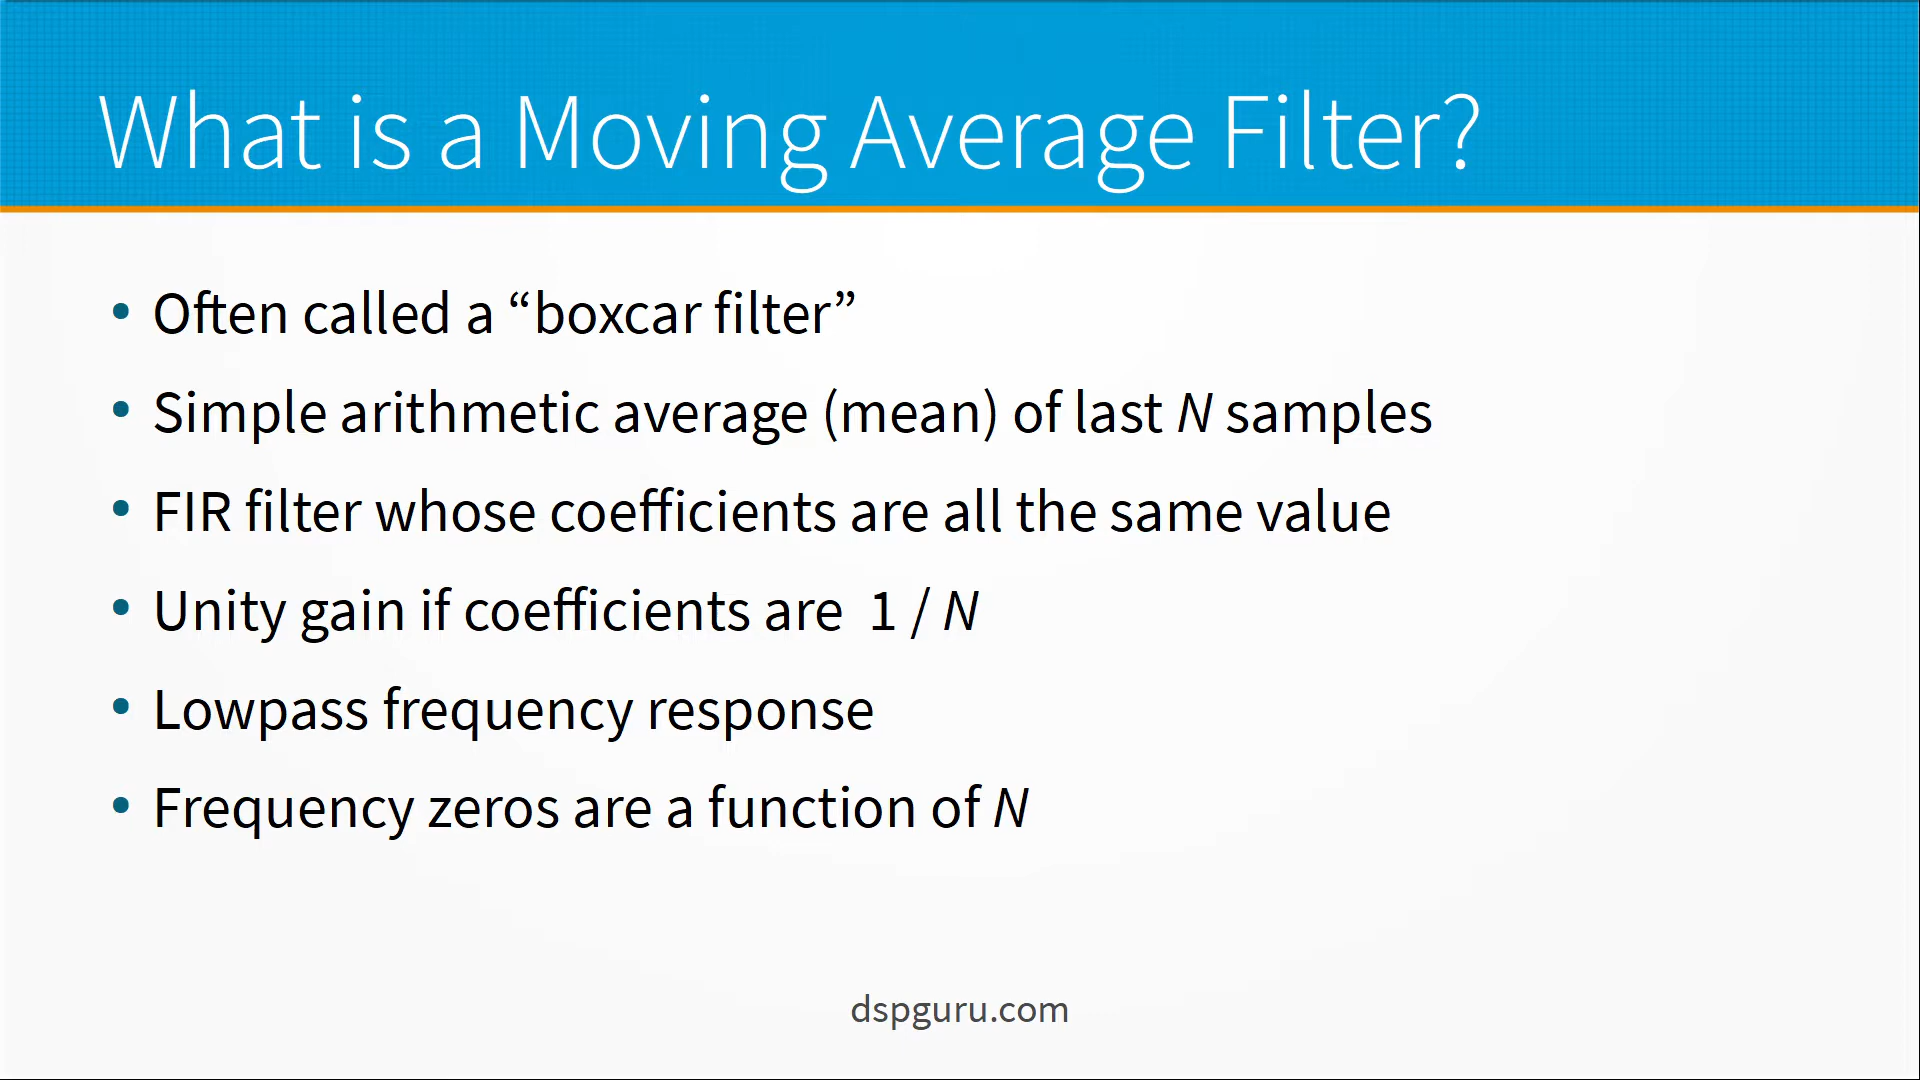 What is a Moving Average Filter?
• Often called a “boxcar filter”
• Simple arithmetic average (mean) of last N samples
• FIR filter whose coefficients are all the same value
• Unity gain if coefficients are 1 / N
• Lowpass frequency response
• Frequency zeros are a function of N
dspguru.com